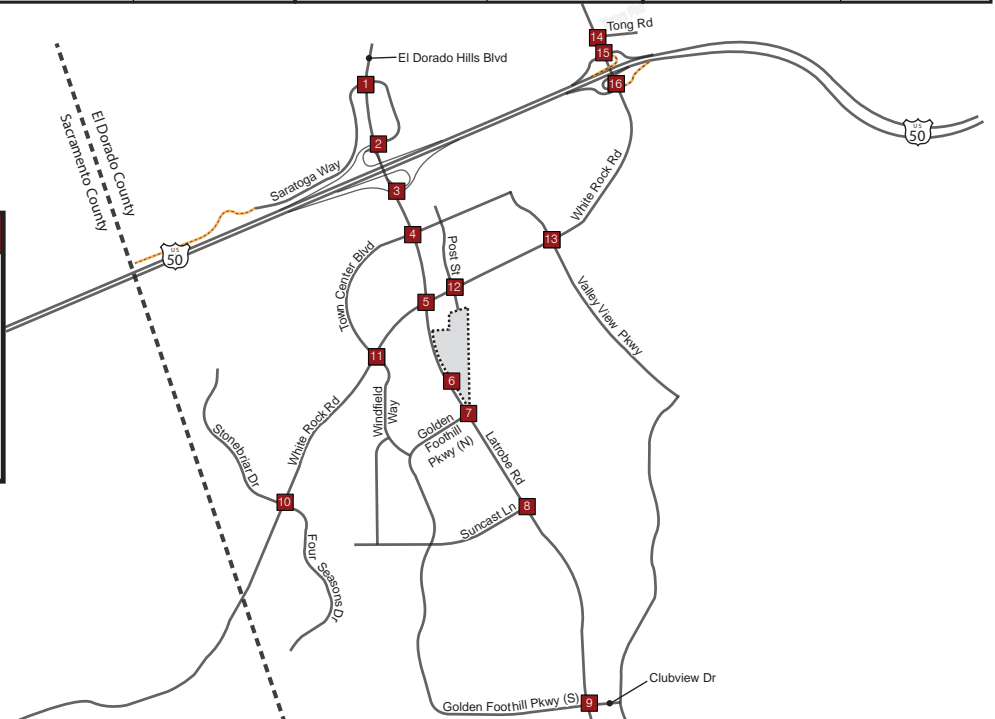 Tong Rd
14
15
El Dorado Hills Blvd
1
16
US
50
El Dorado County
Sacramento County
2
Saratoga Way
3
White Rock Rd
4
13
US
50
Post St
Town Center Blvd
12
5
Valley View Pkwy
11
6
Windfield
Way
7
Golden
Foothill
Pkwy (N)
White Rock Rd
Stonebriar Dr
Latrobe Rd
10
8
Suncast Ln
Four Seasons Dr
Clubview Dr
Golden Foothill Pkwy (S)
9